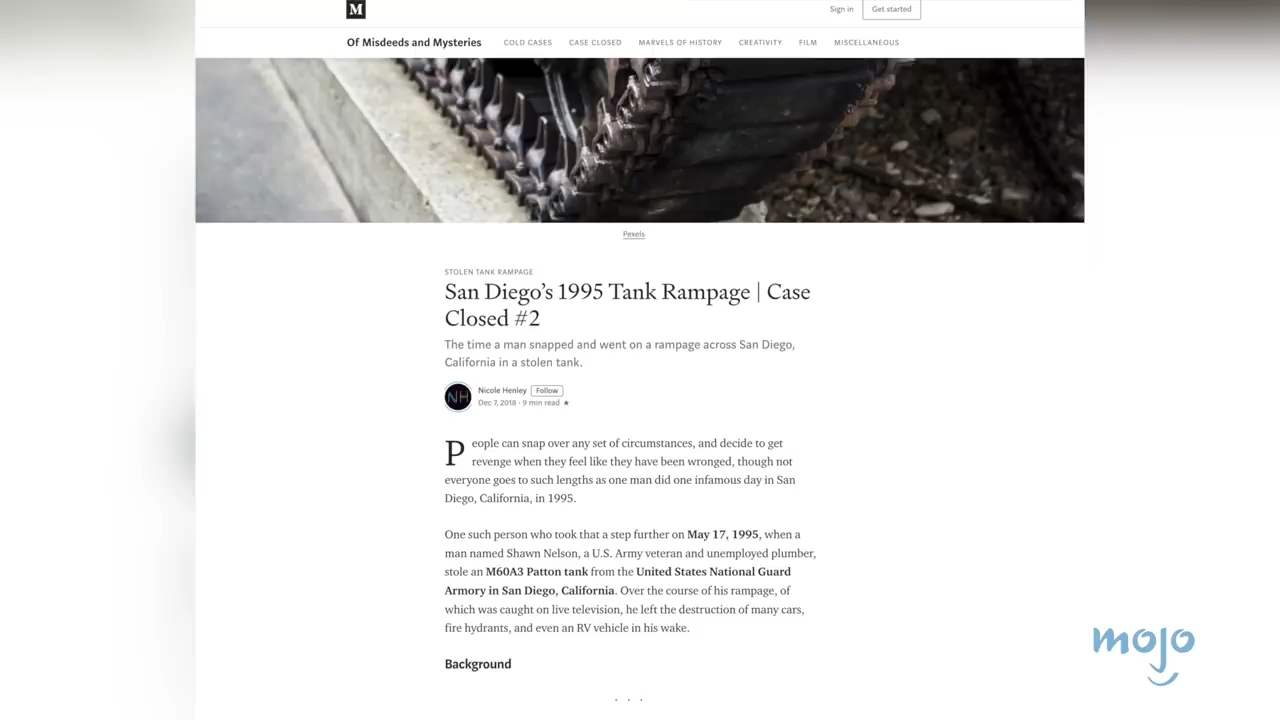 M
Sign in
Get started
Of Misdeeds and Mysteries
COLD CASES
CASE CLOSED
MARVELS OF HISTORY
CREATIVITY
FILM
MISCELLANEOUS
Pexels
STOLEN TANK RAMPAGE
San Diego’s 1995 Tank Rampage | Case
Closed #2
The time a man snapped and went on a rampage across San Diego,
California in a stolen tank.
NH
Nicole Henley
Follow
Dec 7, 2018 · 9 min read ★
People can snap over any set of circumstances, and decide to get
revenge when they feel like they have been wronged, though not
everyone goes to such lengths as one man did one infamous day in San
Diego, California, in 1995.
One such person who took that a step further on May 17, 1995, when a
man named Shawn Nelson, a U.S. Army veteran and unemployed plumber,
stole an M60A3 Patton tank from the United States National Guard
Armory in San Diego, California. Over the course of his rampage, of
which was caught on live television, he left the destruction of many cars,
fire hydrants, and even an RV vehicle in his wake.
Background
. . .
mojo